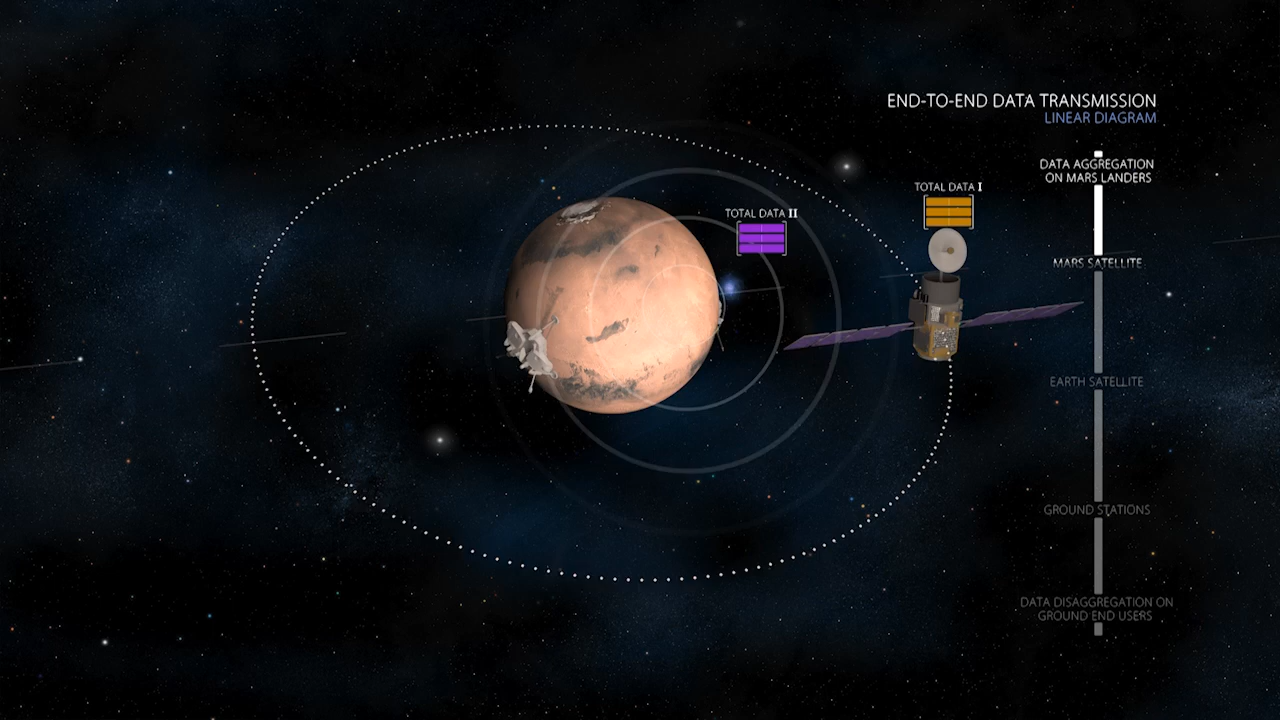 END-TO-END DATA TRANSMISSION
LINEAR DIAGRAM
DATA AGGREGATION
ON MARS LANDERS
TOTAL DATA I
TOTAL DATA II
MARS SATELLITE
EARTH SATELLITE
GROUND STATIONS
DATA DISAGGREGATION ON
GROUND END USERS